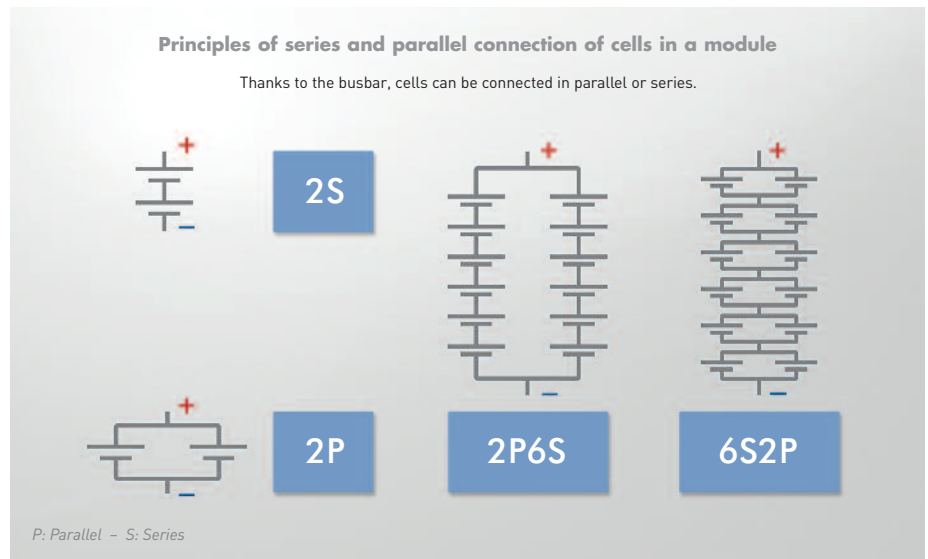 Principles of series and parallel connection of cells in a module
Thanks to the busbar, cells can be connected in parallel or series.
+
2S
–
+
–
+
–
+
2P
–
2P6S
6S2P
P: Parallel – S: Series